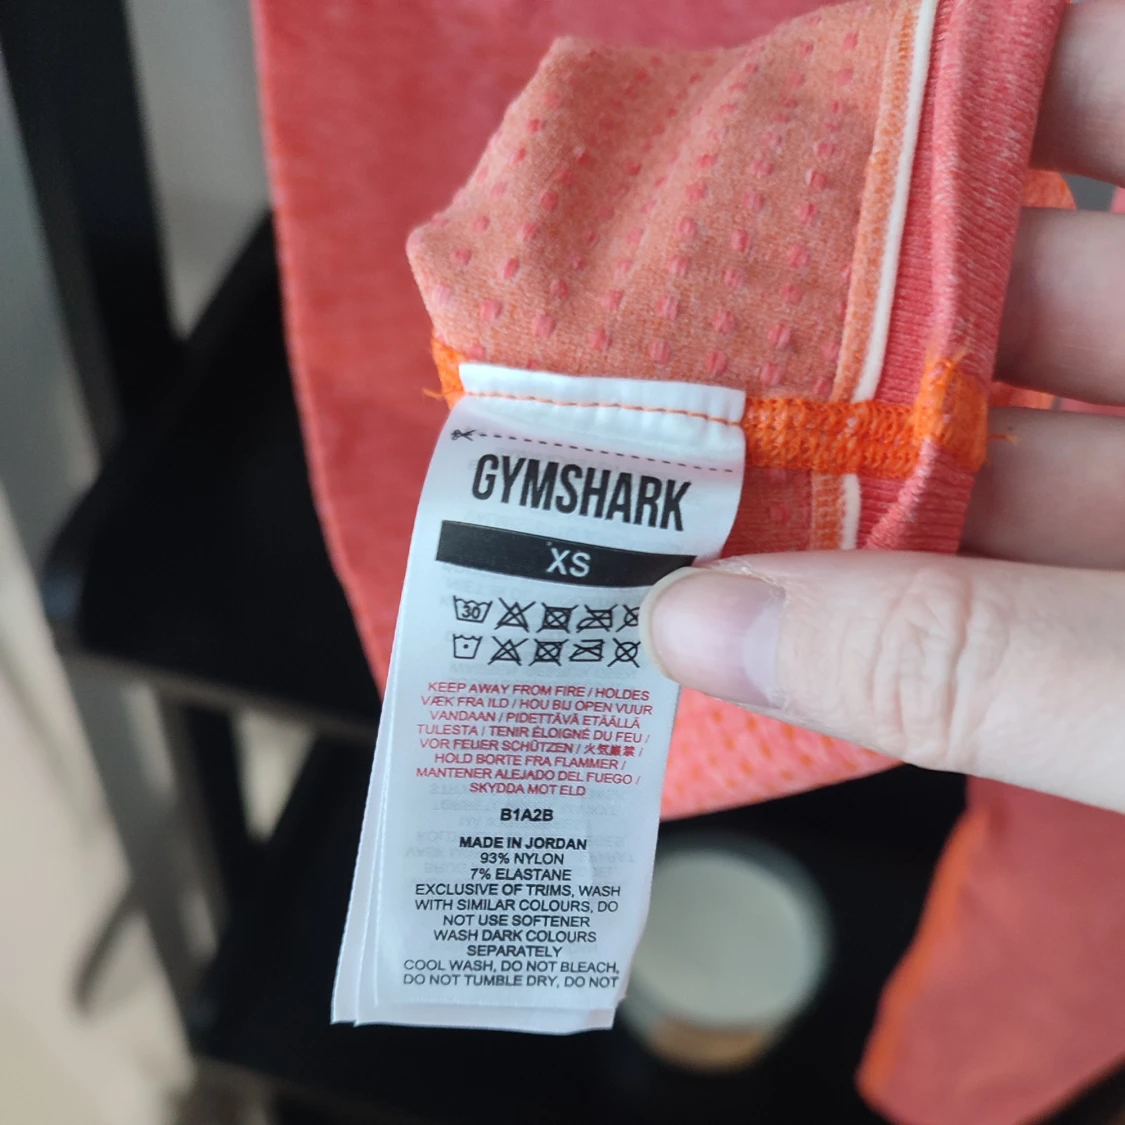 GYMSHARK
XS
30
KEEP AWAY FROM FIRE / HOLDES
VÆK FRA ILD / HOU BIJ OPEN VUUR
VANDAAN / PIDETTÄVÄ ETÄÄLLÄ
TULESTA / TENIR ÉLOIGNÉ DU FEU /
VOR FEUER SCHÜTZEN / 火気厳禁 /
HOLD BORTE FRA FLAMMER /
MANTENER ALEJADO DEL FUEGO /
SKYDDA MOT ELD
B1A2B
MADE IN JORDAN
93% NYLON
7% ELASTANE
EXCLUSIVE OF TRIMS, WASH
WITH SIMILAR COLOURS, DO
NOT USE SOFTENER
WASH DARK COLOURS
SEPARATELY
COOL WASH, DO NOT BLEACH,
DO NOT TUMBLE DRY, DO NOT